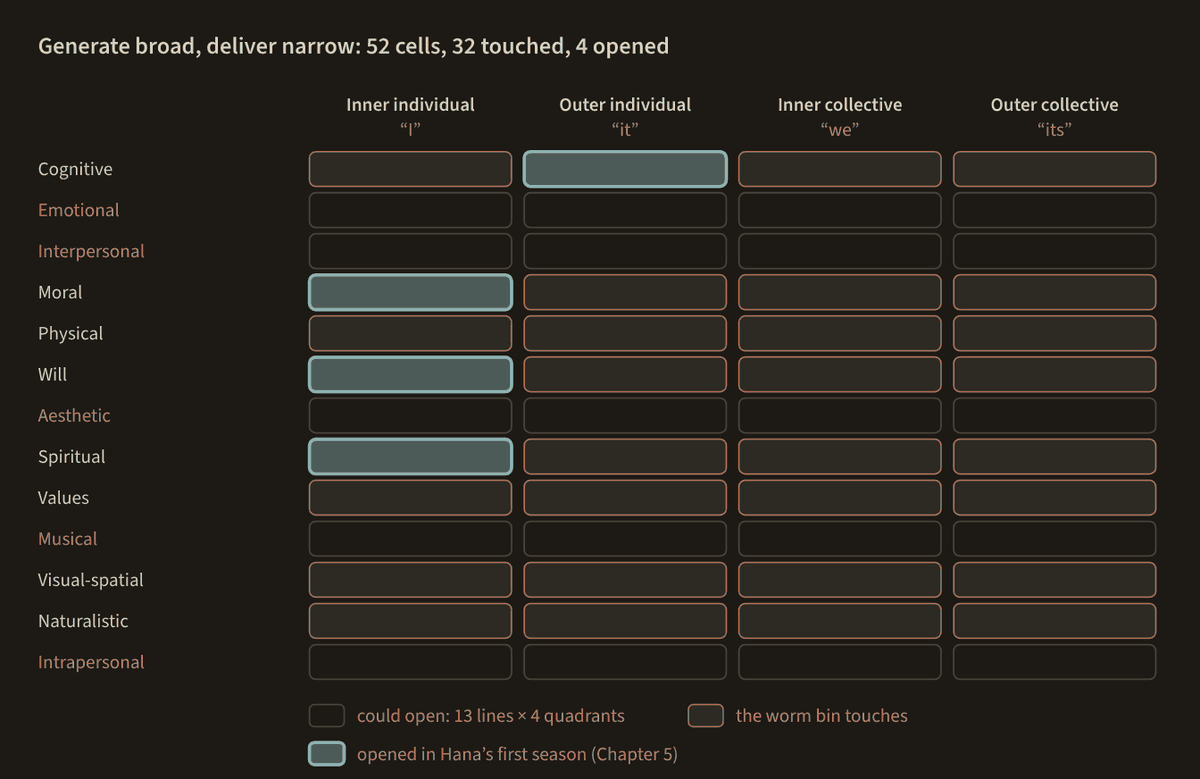 Generate broad, deliver narrow: 52 cells, 32 touched, 4 opened
Inner individual
“I”
Outer individual
“it”
Inner collective
“we”
Outer collective
“its”
Cognitive
Emotional
Interpersonal
Moral
Physical
Will
Aesthetic
Spiritual
Values
Musical
Visual-spatial
Naturalistic
Intrapersonal
could open: 13 lines × 4 quadrants
the worm bin touches
opened in Hana’s first season (Chapter 5)